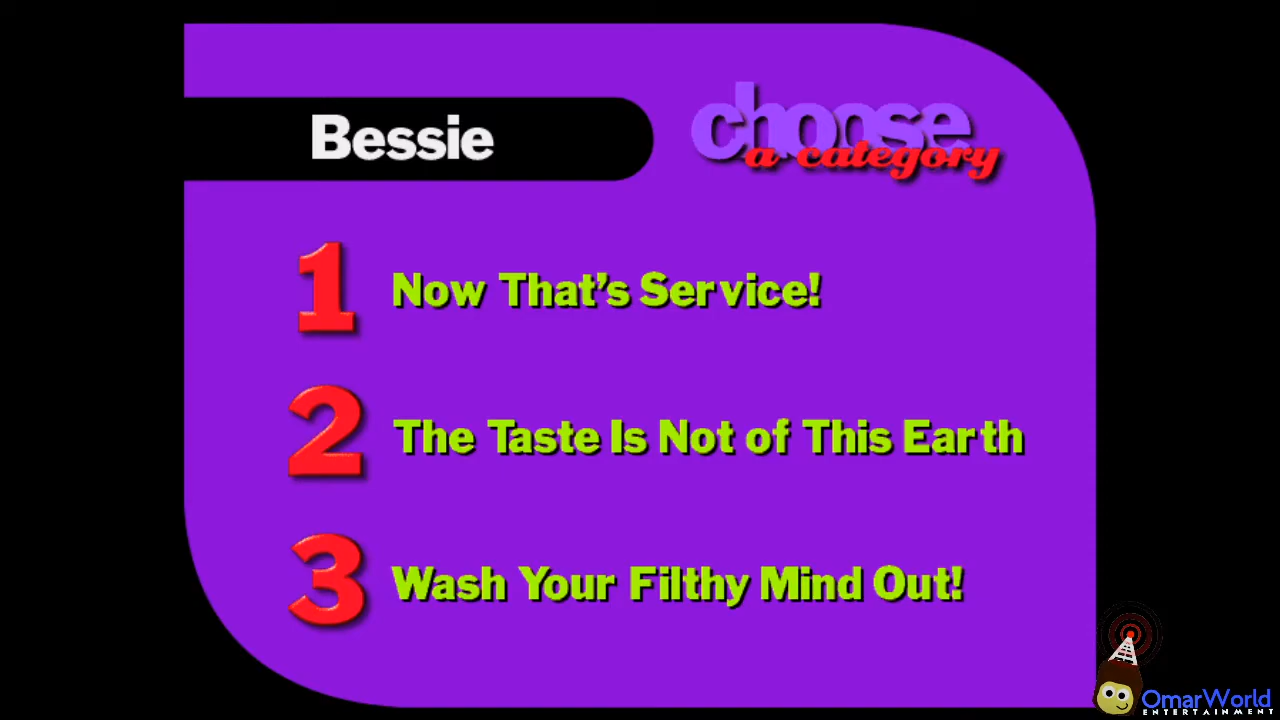 Bessie
choose
a category
1 Now That's Service!
2 The Taste Is Not of This Earth
3 Wash Your Filthy Mind Out!
OmarWorld
ENTERTAINMENT